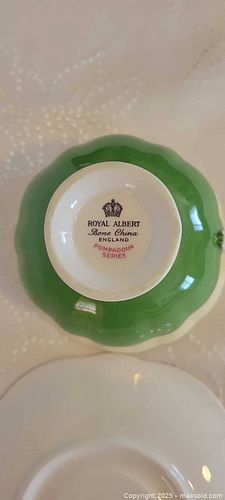 ROYAL ALBERT
Bone China
ENGLAND
POMPADOUR
SERIES
Copyright 2025 - maxsold.com